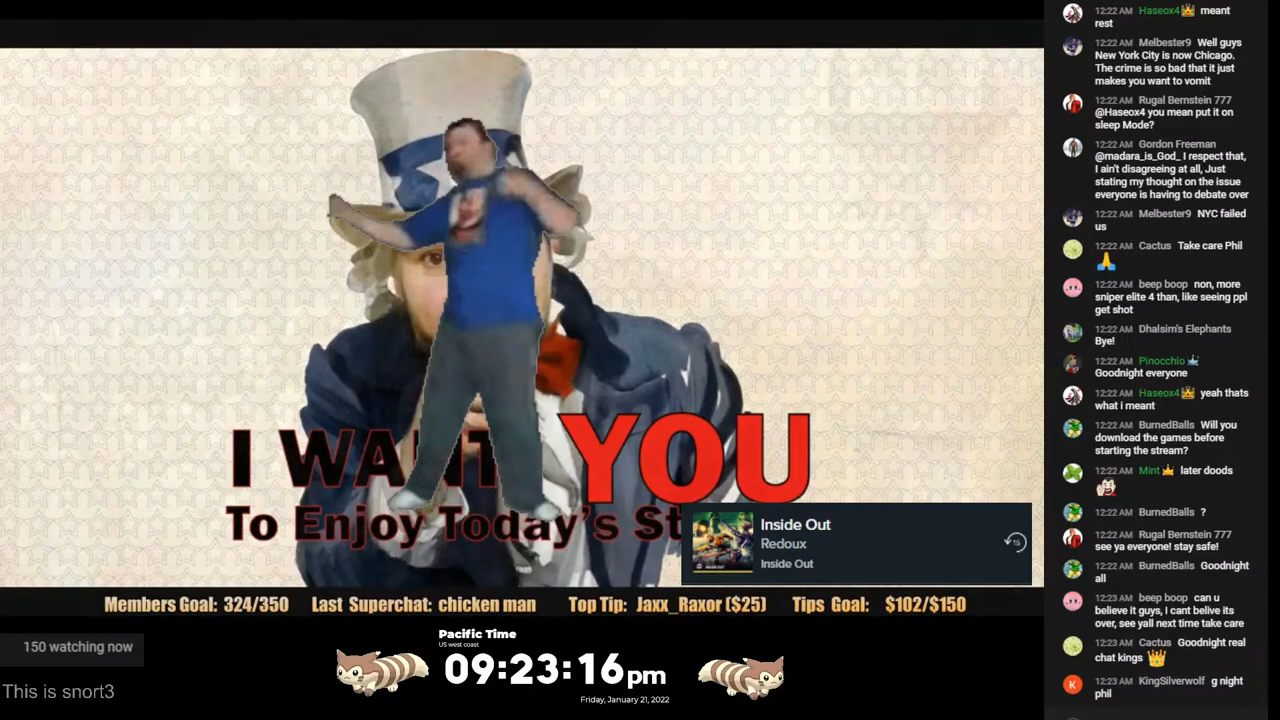 I WANT YOU
To Enjoy Today's St
Inside Out
Redoux
Inside Out
15
Members Goal: 324/350 Last Superchat: chicken man Top Tip: Jaxx_Raxor ($25) Tips Goal: $102/$150
150 watching now
This is snort3
Pacific Time
US west coast
09:23:16pm
Friday, January 21, 2022
12:22 AM Haseox4 meant
rest
12:22 AM Melbester9 Well guys
New York City is now Chicago.
The crime is so bad that it just
makes you want to vomit
12:22 AM Rugal Bernstein 777
@Haseox4 you mean put it on
sleep Mode?
12:22 AM Gordon Freeman
@madara_is_God_ I respect that,
I ain't disagreeing at all, Just
stating my thought on the issue
everyone is having to debate over
12:22 AM Melbester9 NYC failed
us
12:22 AM Cactus Take care Phil
12:22 AM beep boop non, more
sniper elite 4 than, like seeing ppl
get shot
12:22 AM Dhalsim's Elephants
Bye!
12:22 AM Pinocchio
Goodnight everyone
12:22 AM Haseox4 yeah thats
what i meant
12:22 AM BurnedBalls Will you
download the games before
starting the stream?
12:22 AM Mint later doods
12:22 AM BurnedBalls ?
12:22 AM Rugal Bernstein 777
see ya everyone! stay safe!
12:22 AM BurnedBalls Goodnight
all
12:23 AM beep boop can u
believe it guys, I cant belive its
over, see yall next time take care
12:23 AM Cactus Goodnight real
chat kings
K
12:23 AM KingSilverwolf g night
phil